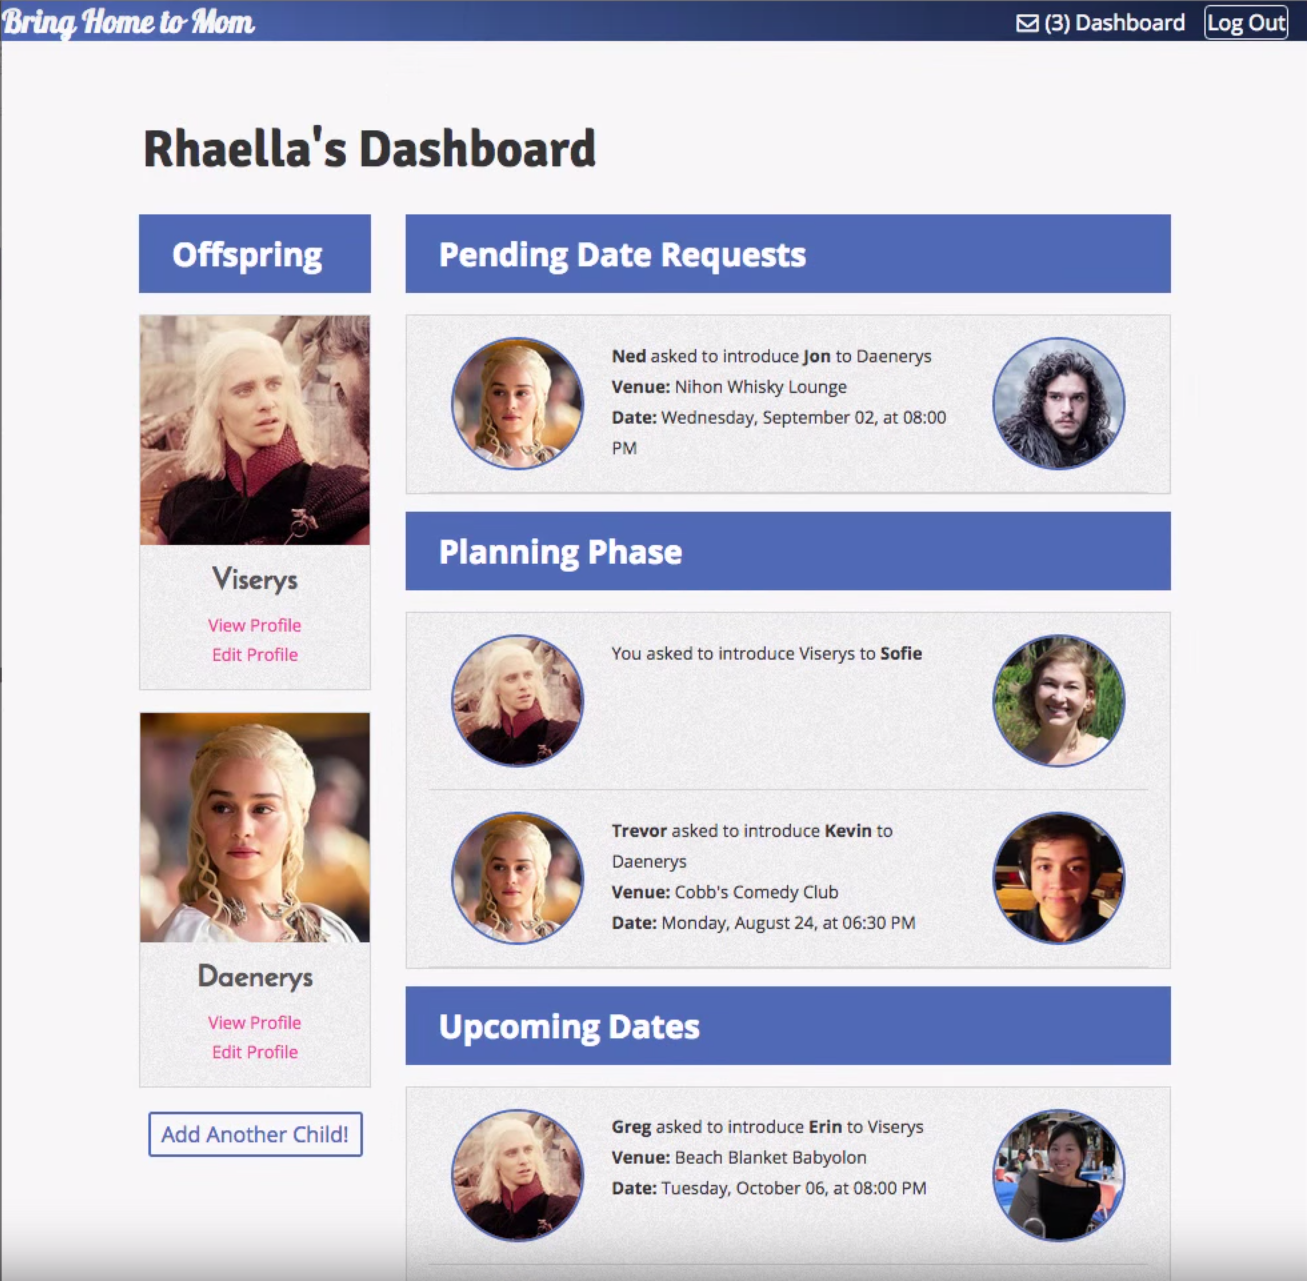 Bring Home to Mom
(3) Dashboard
Log Out
Rhaella's Dashboard
Offspring
Viserys
View Profile
Edit Profile
Daenerys
View Profile
Edit Profile
Add Another Child!
Pending Date Requests
Ned asked to introduce Jon to Daenerys
Venue: Nihon Whisky Lounge
Date: Wednesday, September 02, at 08:00
PM
Planning Phase
You asked to introduce Viserys to Sofie
Trevor asked to introduce Kevin to
Daenerys
Venue: Cobb's Comedy Club
Date: Monday, August 24, at 06:30 PM
Upcoming Dates
Greg asked to introduce Erin to Viserys
Venue: Beach Blanket Babyolon
Date: Tuesday, October 06, at 08:00 PM